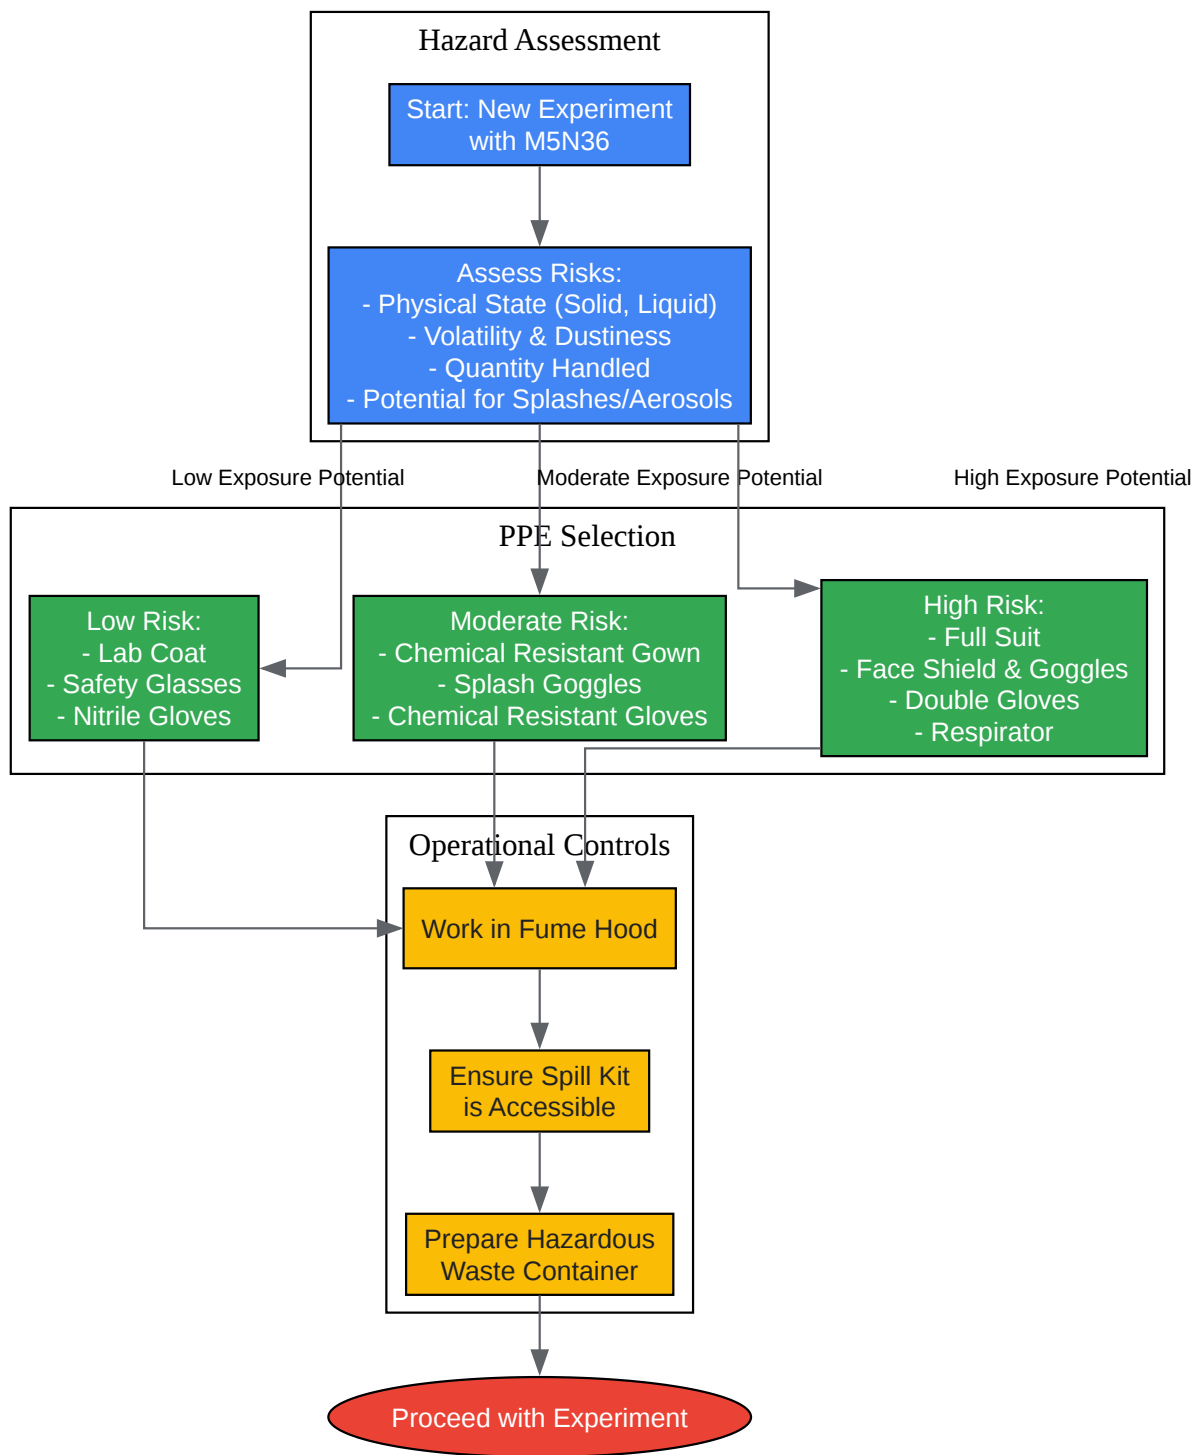 Hazard Assessment
Start: New Experiment
with M5N36
Assess Risks:
- Physical State (Solid, Liquid)
- Volatility & Dustiness
- Quantity Handled
- Potential for Splashes/Aerosols
Low Exposure Potential
Moderate Exposure Potential
High Exposure Potential
PPE Selection
Low Risk:
- Lab Coat
- Safety Glasses
- Nitrile Gloves
Moderate Risk:
- Chemical Resistant Gown
- Splash Goggles
- Chemical Resistant Gloves
High Risk:
- Full Suit
- Face Shield & Goggles
- Double Gloves
- Respirator
Operational Controls
Work in Fume Hood
Ensure Spill Kit
is Accessible
Prepare Hazardous
Waste Container
Proceed with Experiment